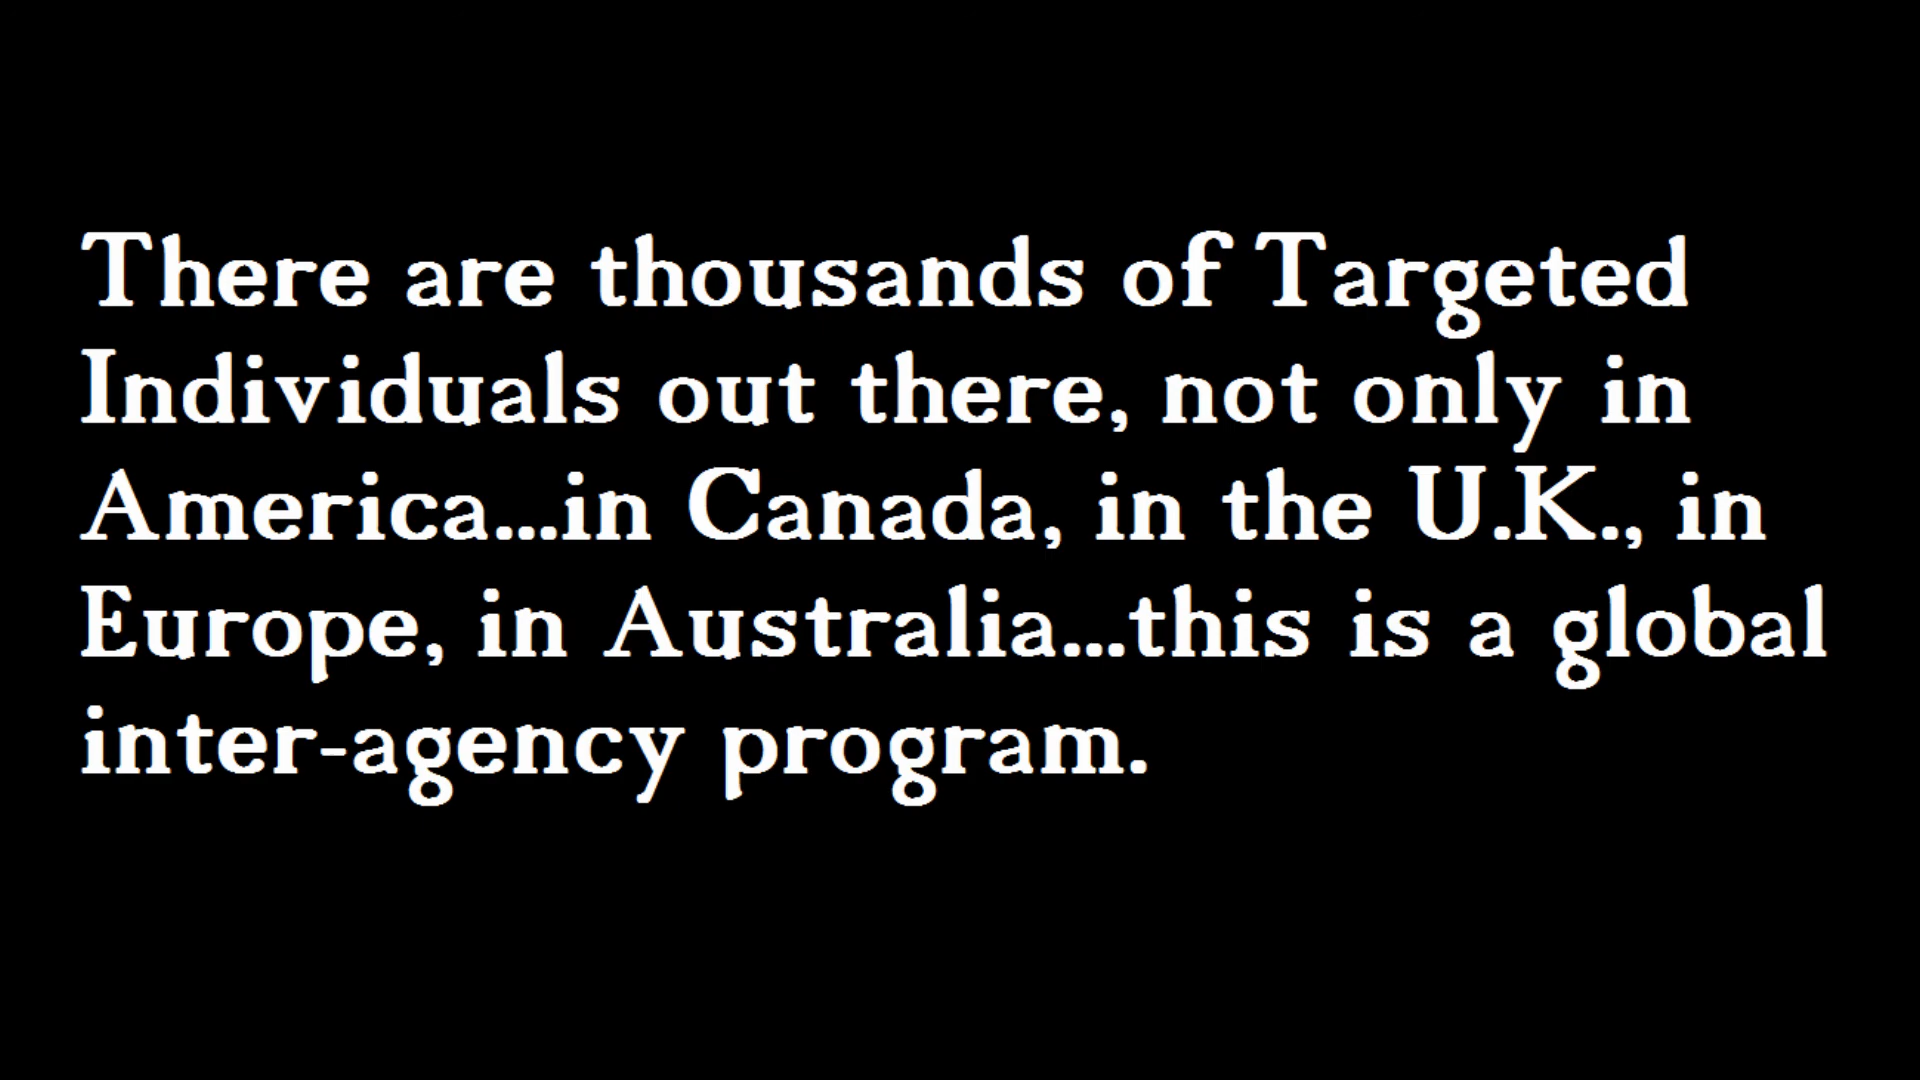 There are thousands of Targeted
Individuals out there, not only in
America...in Canada, in the U.K., in
Europe, in Australia...this is a global
inter-agency program.